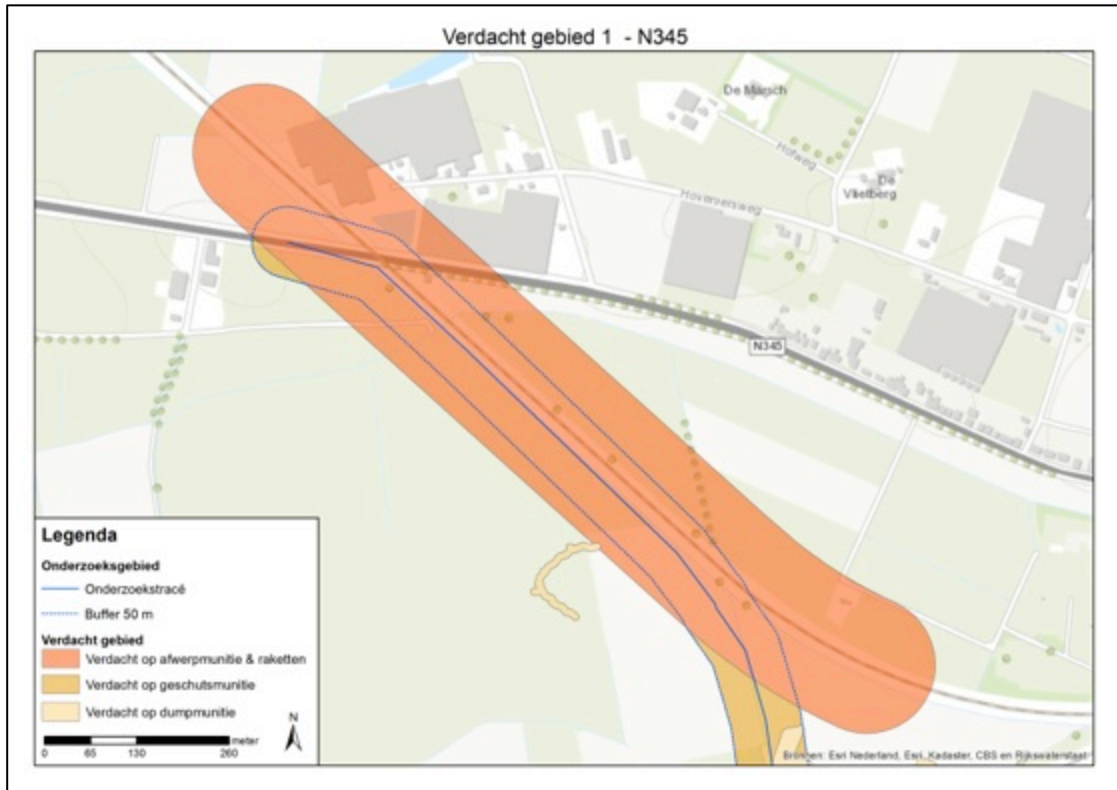 Verdacht gebied 1 - N345
De Marsch
Hofweg
De
Vlietberg
Hoveniersweg
N345
Legenda
Onderzoeksgebied
Onderzoekstracé
Buffer 50 m
Verdacht gebied
Verdacht op afwerpmunitie & raketten
Verdacht op geschutsmunitie
Verdacht op dumpmunitie
N
meter
0 65 130 260
Bronnen: Esri Nederland, Esri, Kadaster, CBS en Rijkswaterstaat